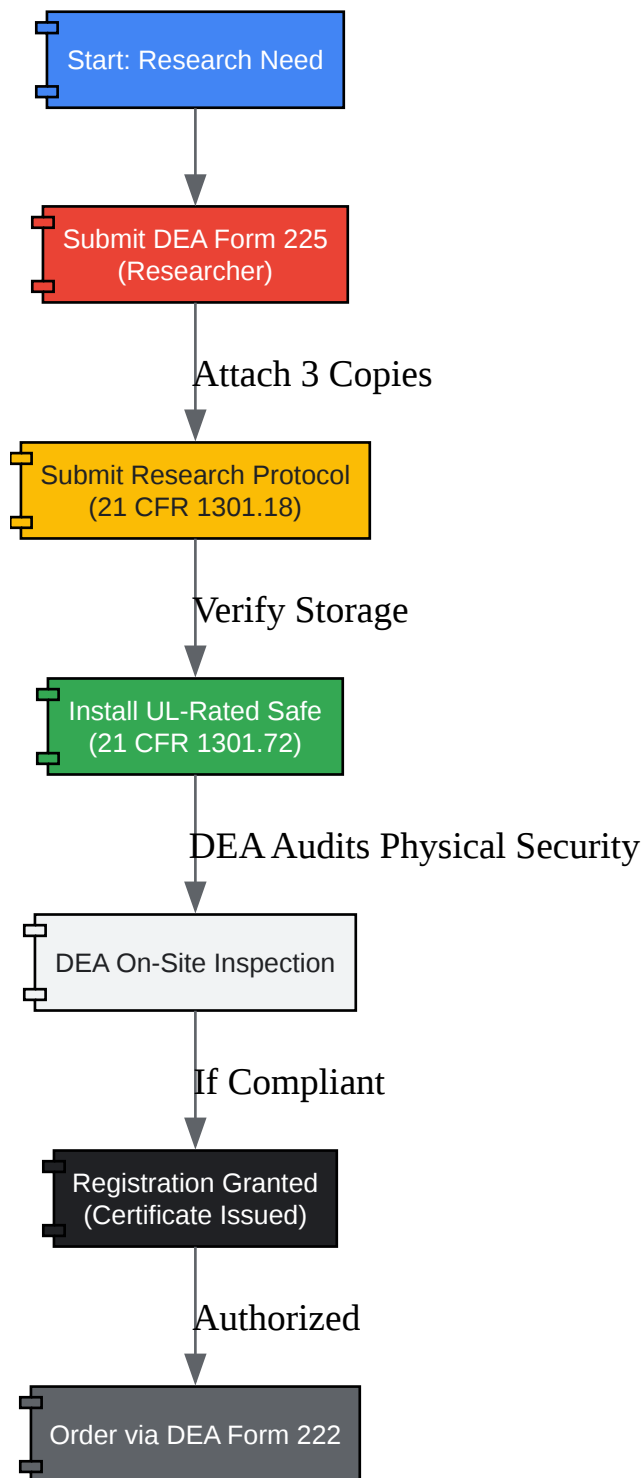 Start: Research Need
Submit DEA Form 225
(Researcher)
Attach 3 Copies
Submit Research Protocol
(21 CFR 1301.18)
Verify Storage
Install UL-Rated Safe
(21 CFR 1301.72)
DEA Audits Physical Security
DEA On-Site Inspection
If Compliant
Registration Granted
(Certificate Issued)
Authorized
Order via DEA Form 222